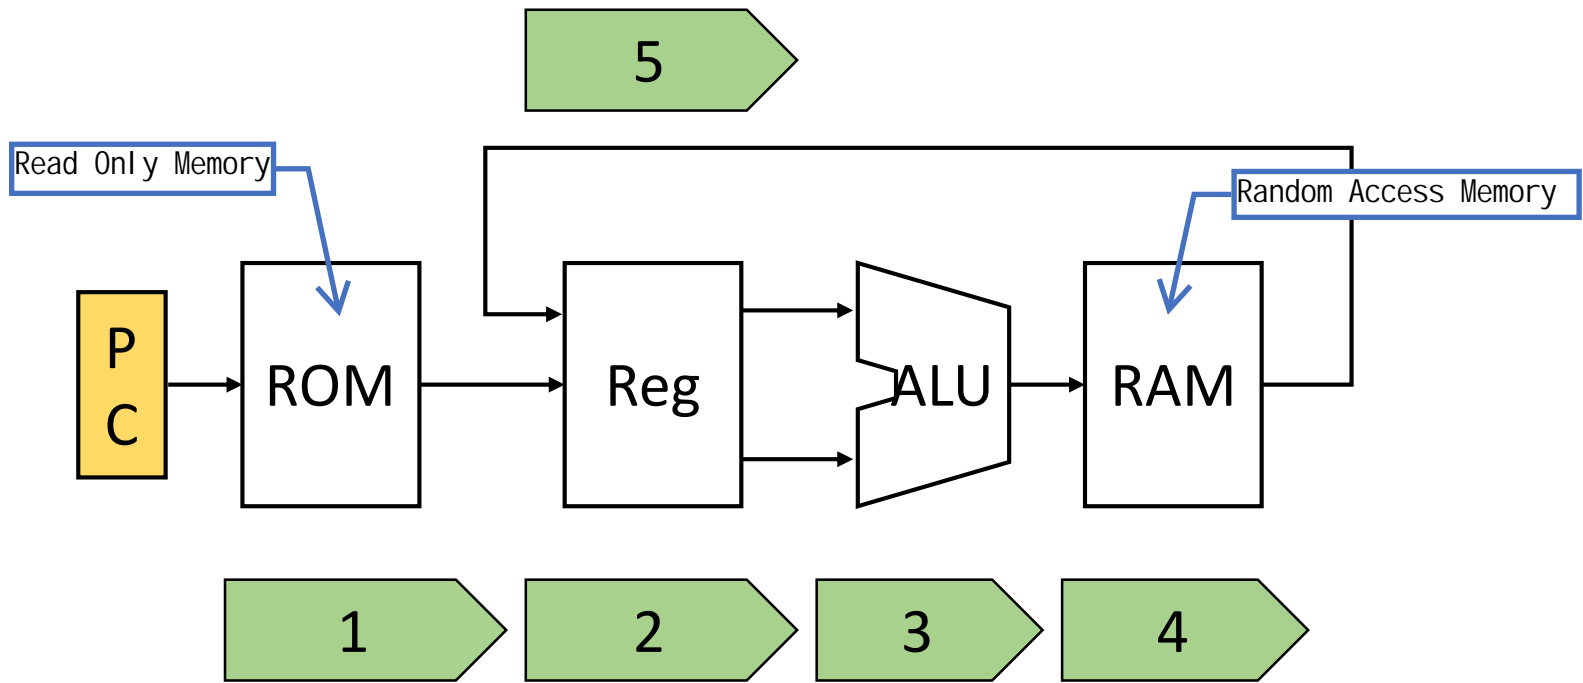 5
Read Only Memory
Random Access Memory
P
C
ROM
Reg
ALU
RAM
1
2
3
4